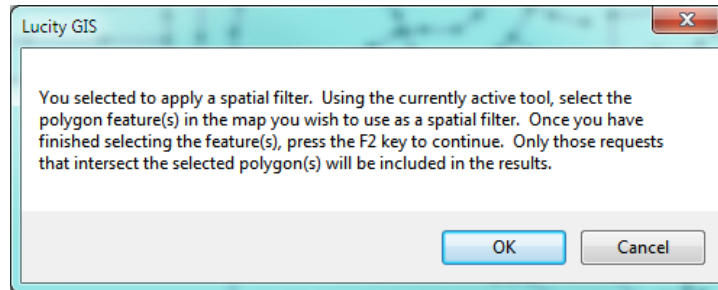 Lucity GIS
You selected to apply a spatial filter.  Using the currently active tool, select the
polygon feature(s) in the map you wish to use as a spatial filter.  Once you have
finished selecting the feature(s), press the F2 key to continue.  Only those requests
that intersect the selected polygon(s) will be included in the results.
OK
Cancel